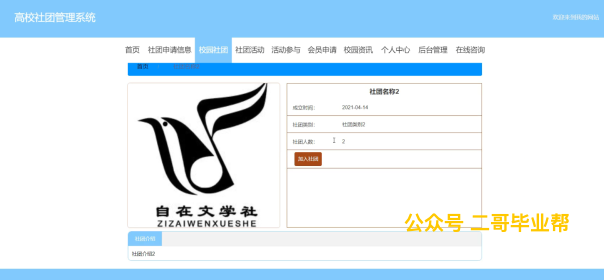 高校社团管理系统
欢迎来到我的网站
首页 社团申请信息 校园社团 社团活动 活动参与 会员申请 校园资讯 个人中心 后台管理 在线咨询
首页
社团名称2
成立时间: 2021-04-14
社团类别: 社团类别2
社团人数: 2
加入社团
自在文学社
ZIZAIWENXUESHE
公众号 二哥毕业帮
社团介绍
社团介绍2